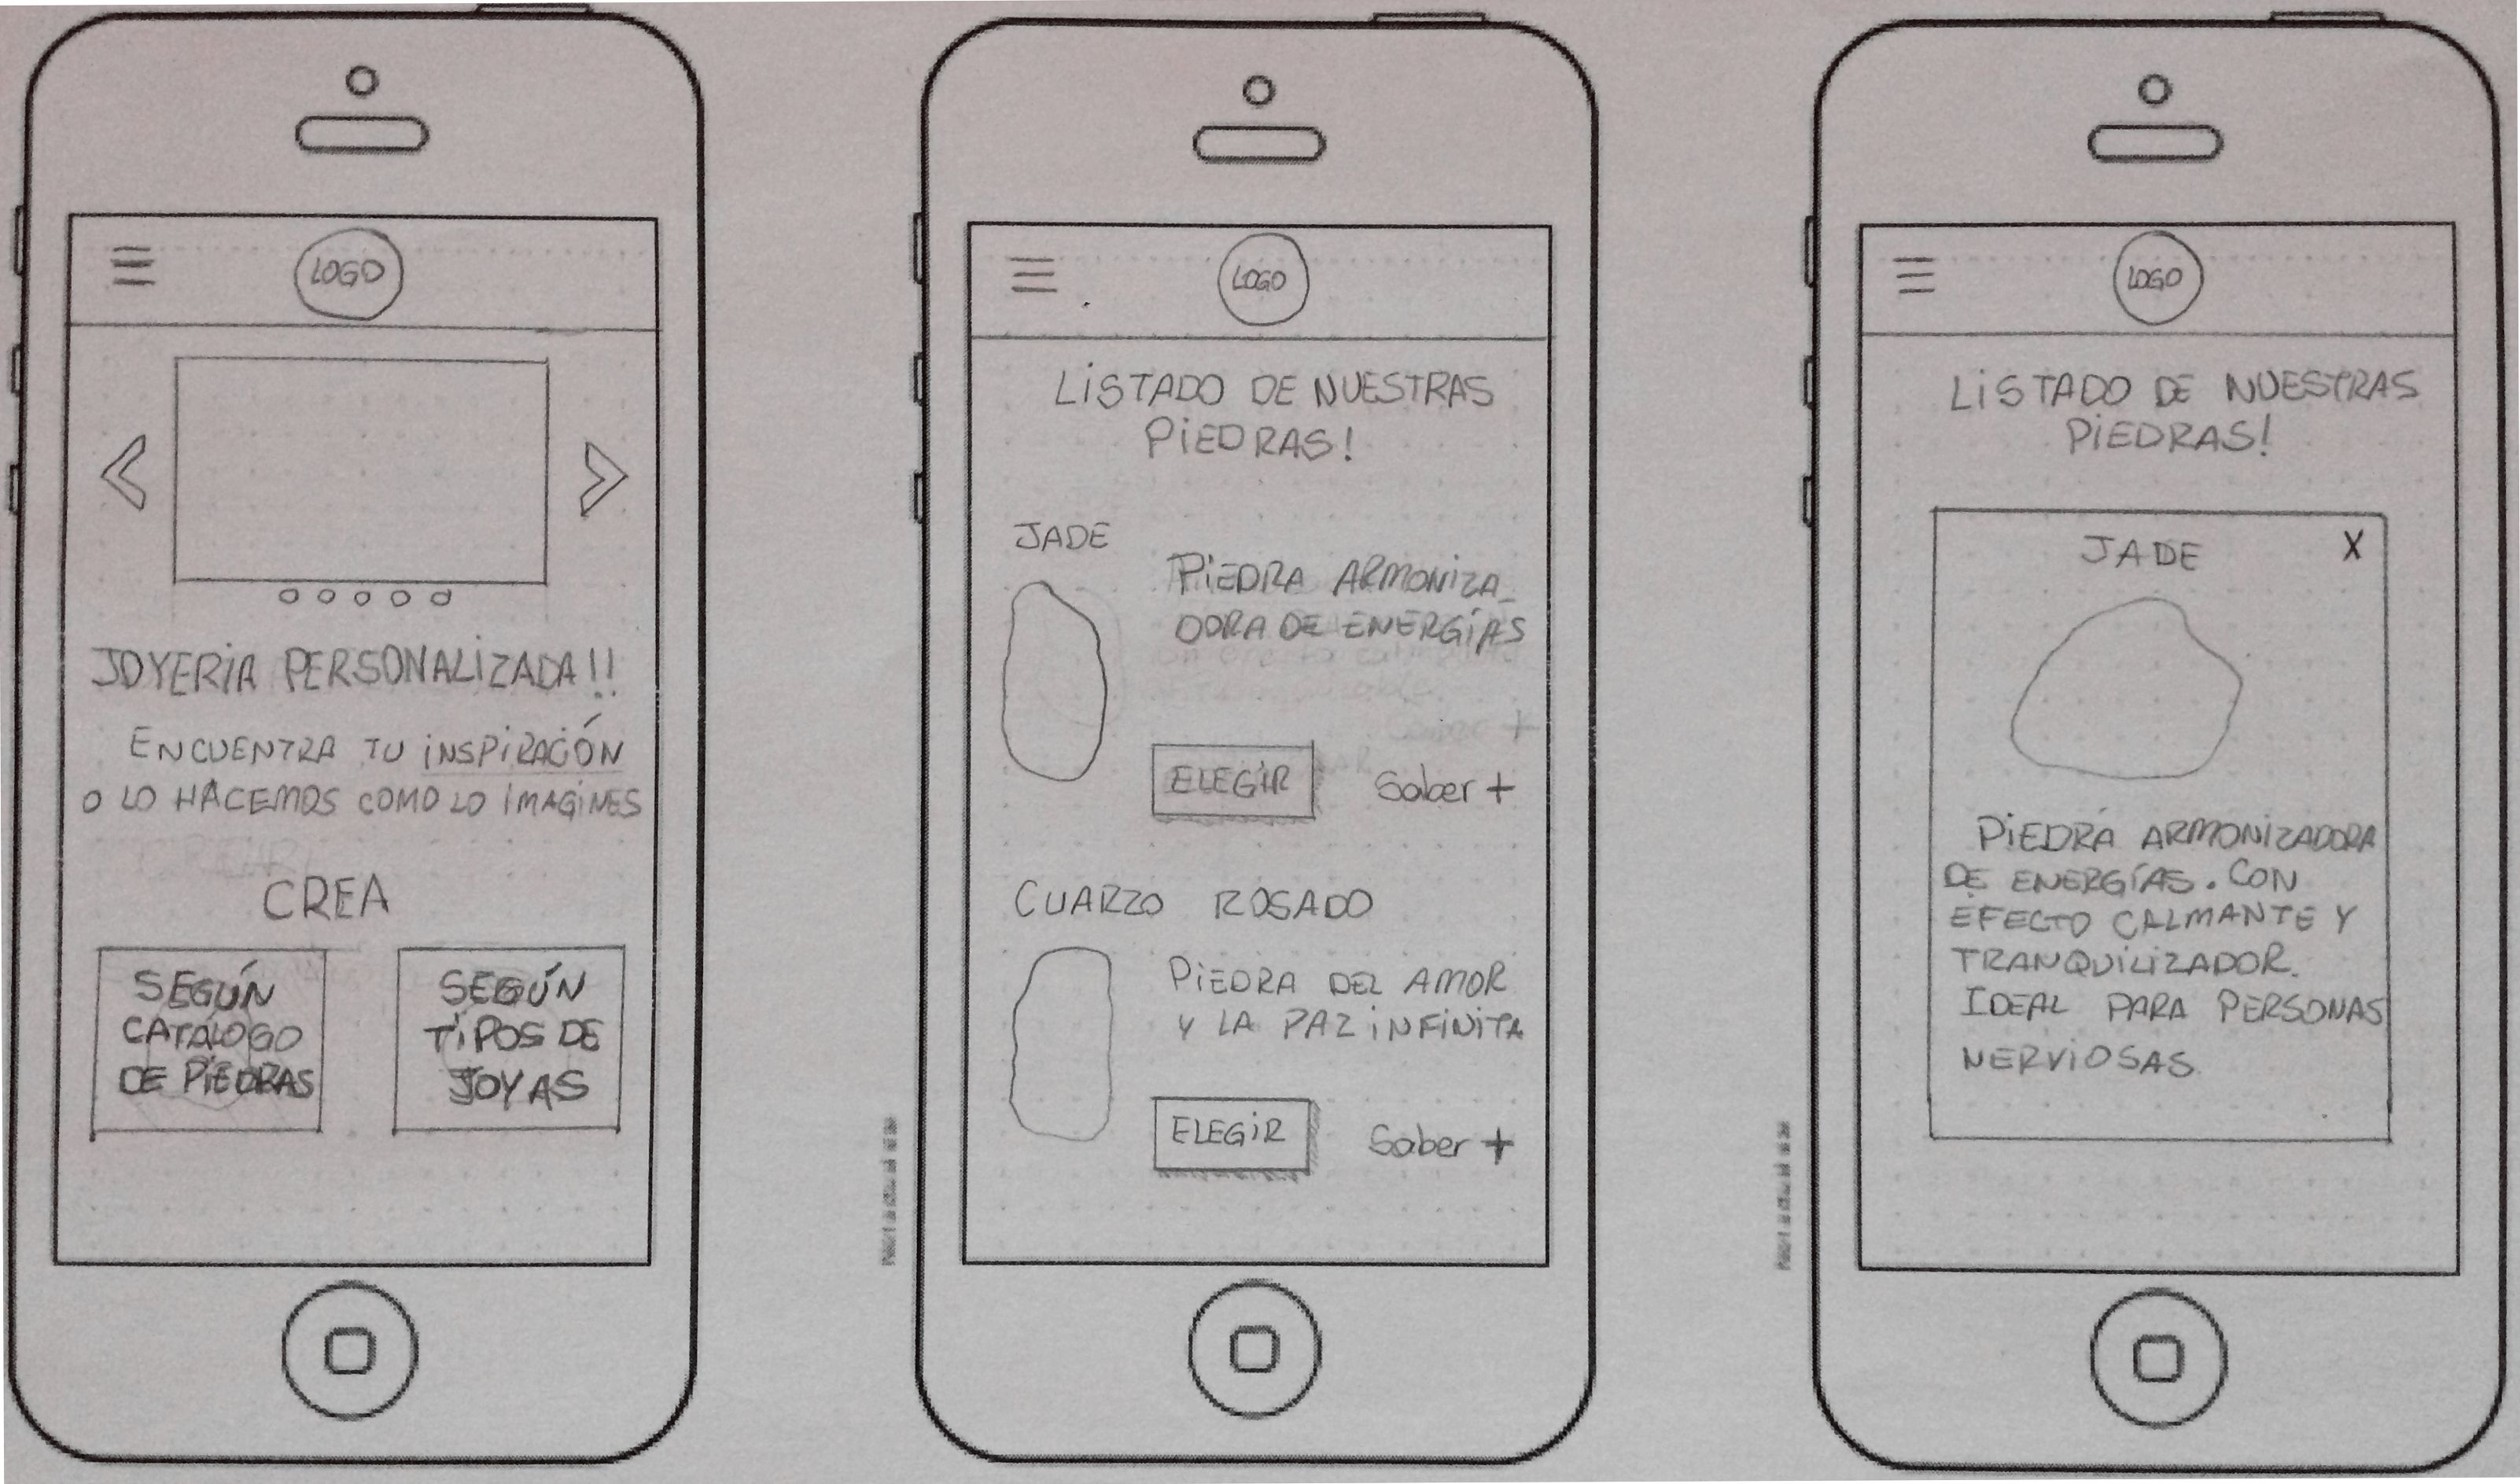 LOGO
JOYERIA PERSONALIZADA!!
ENCUENTRA TU INSPIRACIÓN
O LO HACEMOS COMO LO IMAGINES
CREA
SEGÚN
CATÁLOGO
DE PIEDRAS
SEGÚN
TIPOS DE
JOYAS
LOGO
LISTADO DE NUESTRAS
PIEDRAS!
JADE
PIEDRA ARMONIZA_
DORA DE ENERGÍAS
ELEGIR
Saber +
CUARZO ROSADO
PIEDRA DEL AMOR
Y LA PAZ INFINITA
ELEGIR
Saber +
LOGO
LISTADO DE NUESTRAS
PIEDRAS!
JADE X
PIEDRA ARMONIZADORA
DE ENERGÍAS. CON
EFECTO CALMANTE Y
TRANQUILIZADOR.
IDEAL PARA PERSONAS
NERVIOSAS